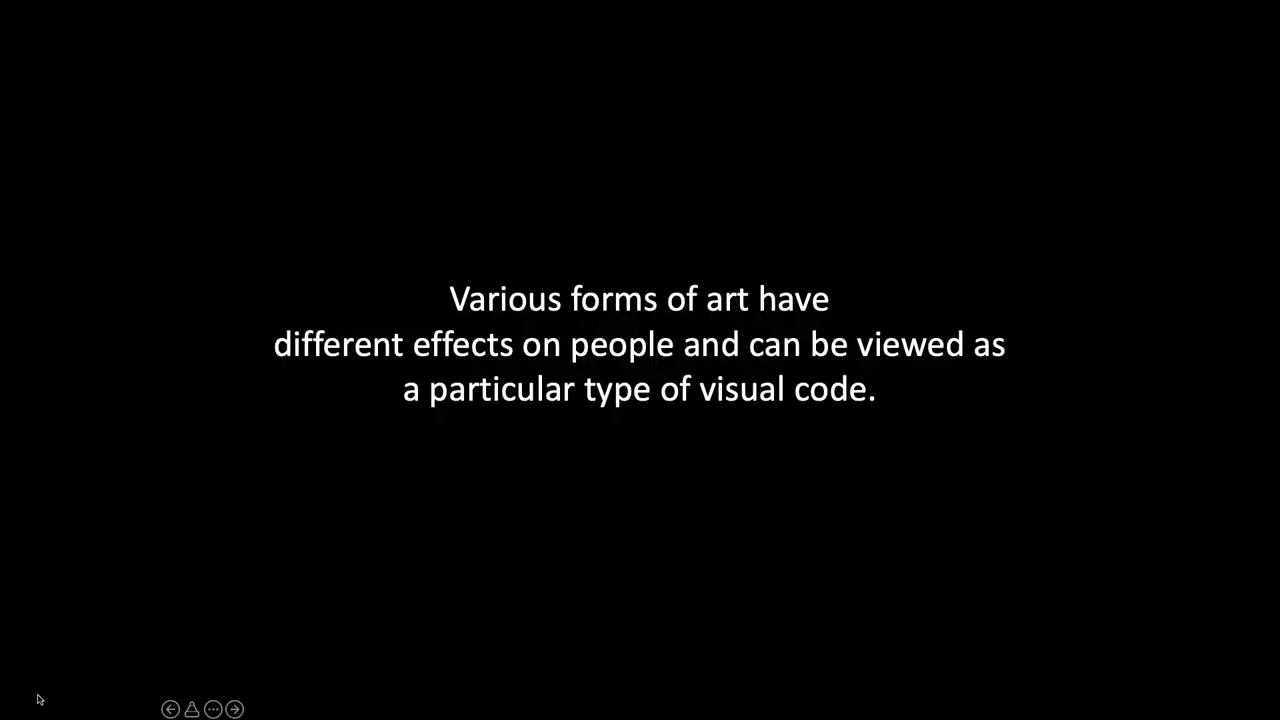 Various forms of art have
different effects on people and can be viewed as
a particular type of visual code.